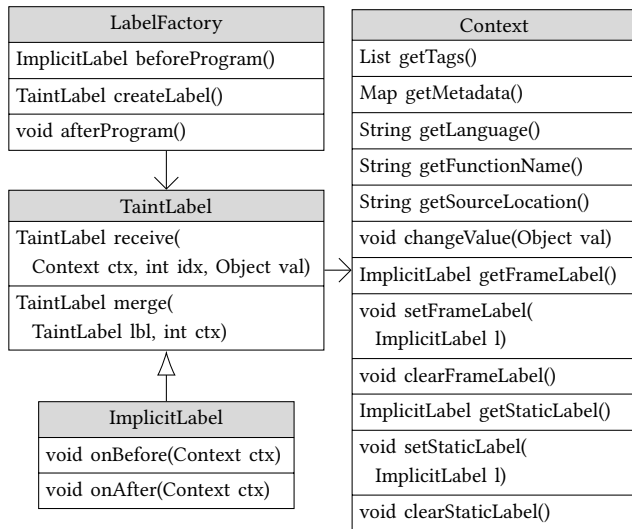 LabelFactory
ImplicitLabel beforeProgram()
TaintLabel createLabel()
void afterProgram()
TaintLabel
TaintLabel receive(
Context ctx, int idx, Object val)
TaintLabel merge(
TaintLabel lbl, int ctx)
ImplicitLabel
void onBefore(Context ctx)
void onAfter(Context ctx)
Context
List getTags()
Map getMetadata()
String getLanguage()
String getFunctionName()
String getSourceLocation()
void changeValue(Object val)
ImplicitLabel getFrameLabel()
void setFrameLabel(
ImplicitLabel l)
void clearFrameLabel()
ImplicitLabel getStaticLabel()
void setStaticLabel(
ImplicitLabel l)
void clearStaticLabel()